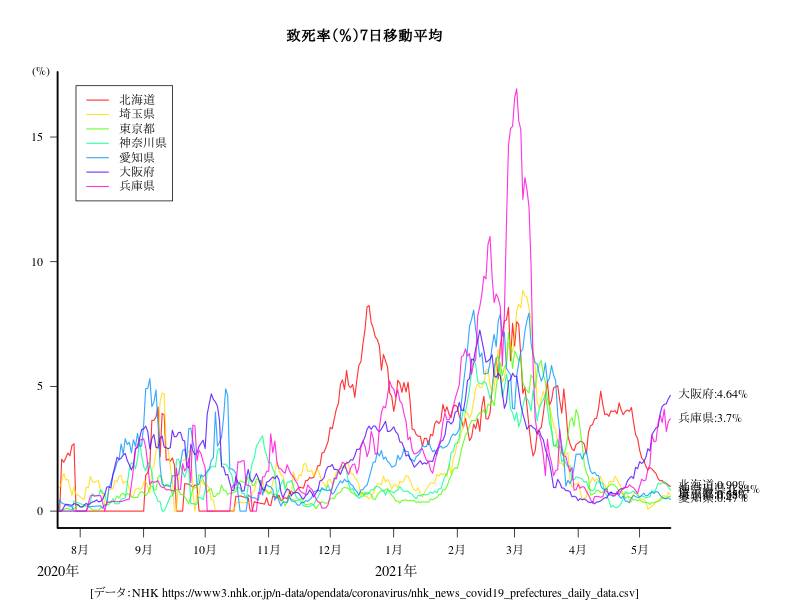 致死率(%)7日移動平均
(%)
北海道
埼玉県
東京都
神奈川県
愛知県
大阪府
兵庫県
15
10
5
0
大阪府:4.64%
兵庫県:3.7%
北海道:0.99%
8月 9月 10月 11月 12月 1月 2月 3月 4月 5月
2020年 2021年
[データ:NHK https://www3.nhk.or.jp/n-data/opendata/coronavirus/nhk_news_covid19_prefectures_daily_data.csv]